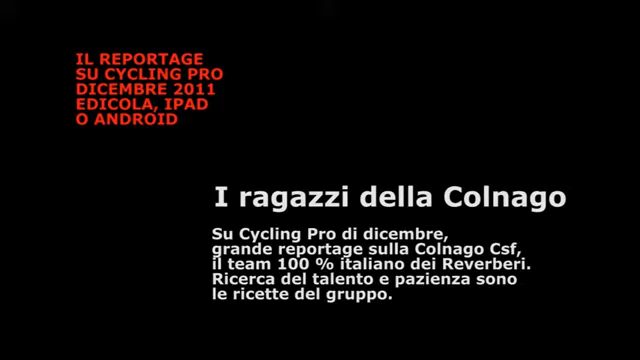 IL REPORTAGE
SU CYCLING PRO
DICEMBRE 2011
EDICOLA, IPAD
O ANDROID
I ragazzi della Colnago
Su Cycling Pro di dicembre,
grande reportage sulla Colnago Csf,
il team 100 % italiano dei Reverberi.
Ricerca del talento e pazienza sono
le ricette del gruppo.